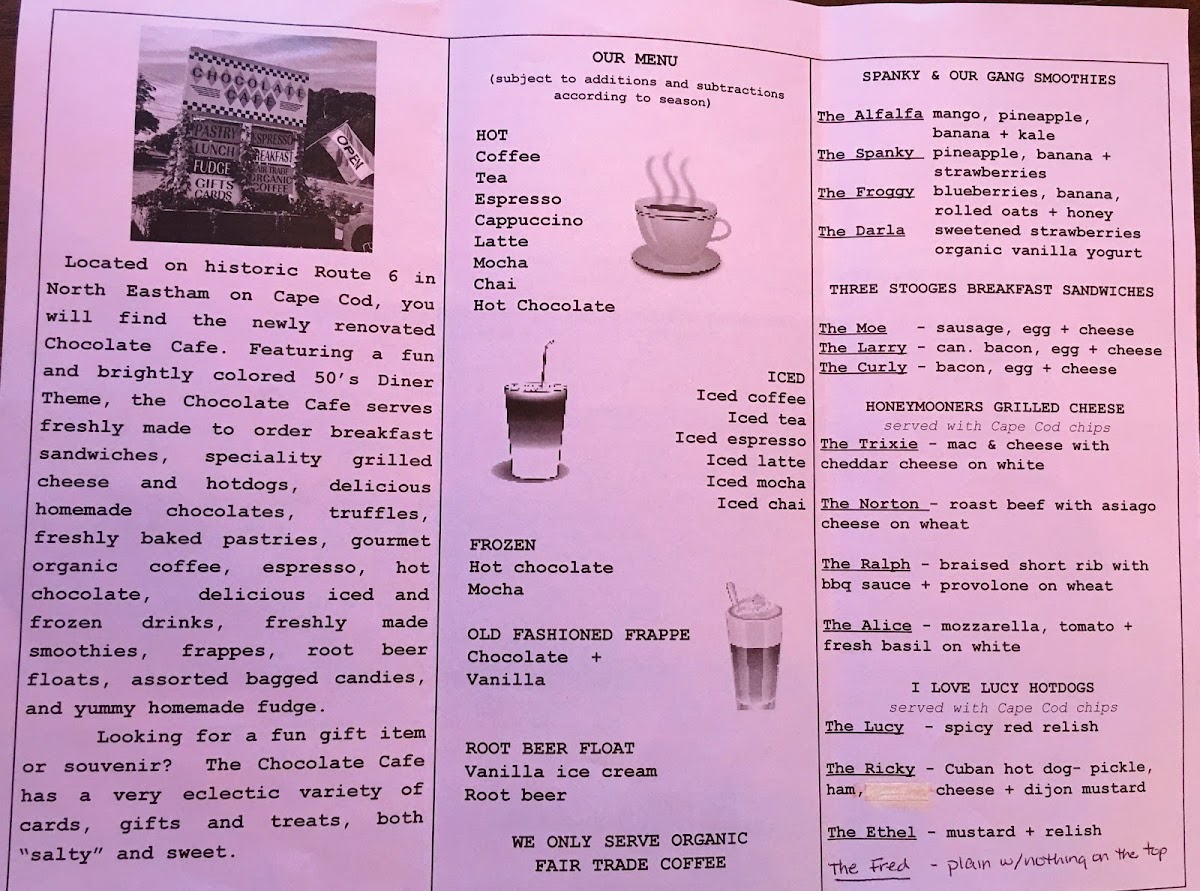 CHOCOLATE
CAFE
PASTRY
LUNCH
FUDGE
GIFTS
CARDS
ESPRESSO
BREAKFAST
FAIR TRADE
ORGANIC
COFFEE
OPEN
Located on historic Route 6 in
North Eastham on Cape Cod, you
will find the newly renovated
Chocolate Cafe. Featuring a fun
and brightly colored 50's Diner
Theme, the Chocolate Cafe serves
freshly made to order breakfast
sandwiches, speciality grilled
cheese and hotdogs, delicious
homemade chocolates, truffles,
freshly baked pastries, gourmet
organic coffee, espresso, hot
chocolate, delicious iced and
frozen drinks, freshly made
smoothies, frappes, root beer
floats, assorted bagged candies,
and yummy homemade fudge.
Looking for a fun gift item
or souvenir? The Chocolate Cafe
has a very eclectic variety of
cards, gifts and treats, both
"salty" and sweet.
OUR MENU
(subject to additions and subtractions
according to season)
HOT
Coffee
Tea
Espresso
Cappuccino
Latte
Mocha
Chai
Hot Chocolate
ICED
Iced coffee
Iced tea
Iced espresso
Iced latte
Iced mocha
Iced chai
FROZEN
Hot chocolate
Mocha
OLD FASHIONED FRAPPE
Chocolate +
Vanilla
ROOT BEER FLOAT
Vanilla ice cream
Root beer
WE ONLY SERVE ORGANIC
FAIR TRADE COFFEE
SPANKY & OUR GANG SMOOTHIES
The Alfalfa mango, pineapple,
banana + kale
The Spanky pineapple, banana +
strawberries
The Froggy blueberries, banana,
rolled oats + honey
The Darla sweetened strawberries
organic vanilla yogurt
THREE STOOGES BREAKFAST SANDWICHES
The Moe - sausage, egg + cheese
The Larry - can. bacon, egg + cheese
The Curly - bacon, egg + cheese
HONEYMOONERS GRILLED CHEESE
served with Cape Cod chips
The Trixie - mac & cheese with
cheddar cheese on white
The Norton - roast beef with asiago
cheese on wheat
The Ralph - braised short rib with
bbq sauce + provolone on wheat
The Alice - mozzarella, tomato +
fresh basil on white
I LOVE LUCY HOTDOGS
served with Cape Cod chips
The Lucy - spicy red relish
The Ricky - Cuban hot dog- pickle,
ham, cheese + dijon mustard
The Ethel - mustard + relish
The Fred - plain w/nothing on the top